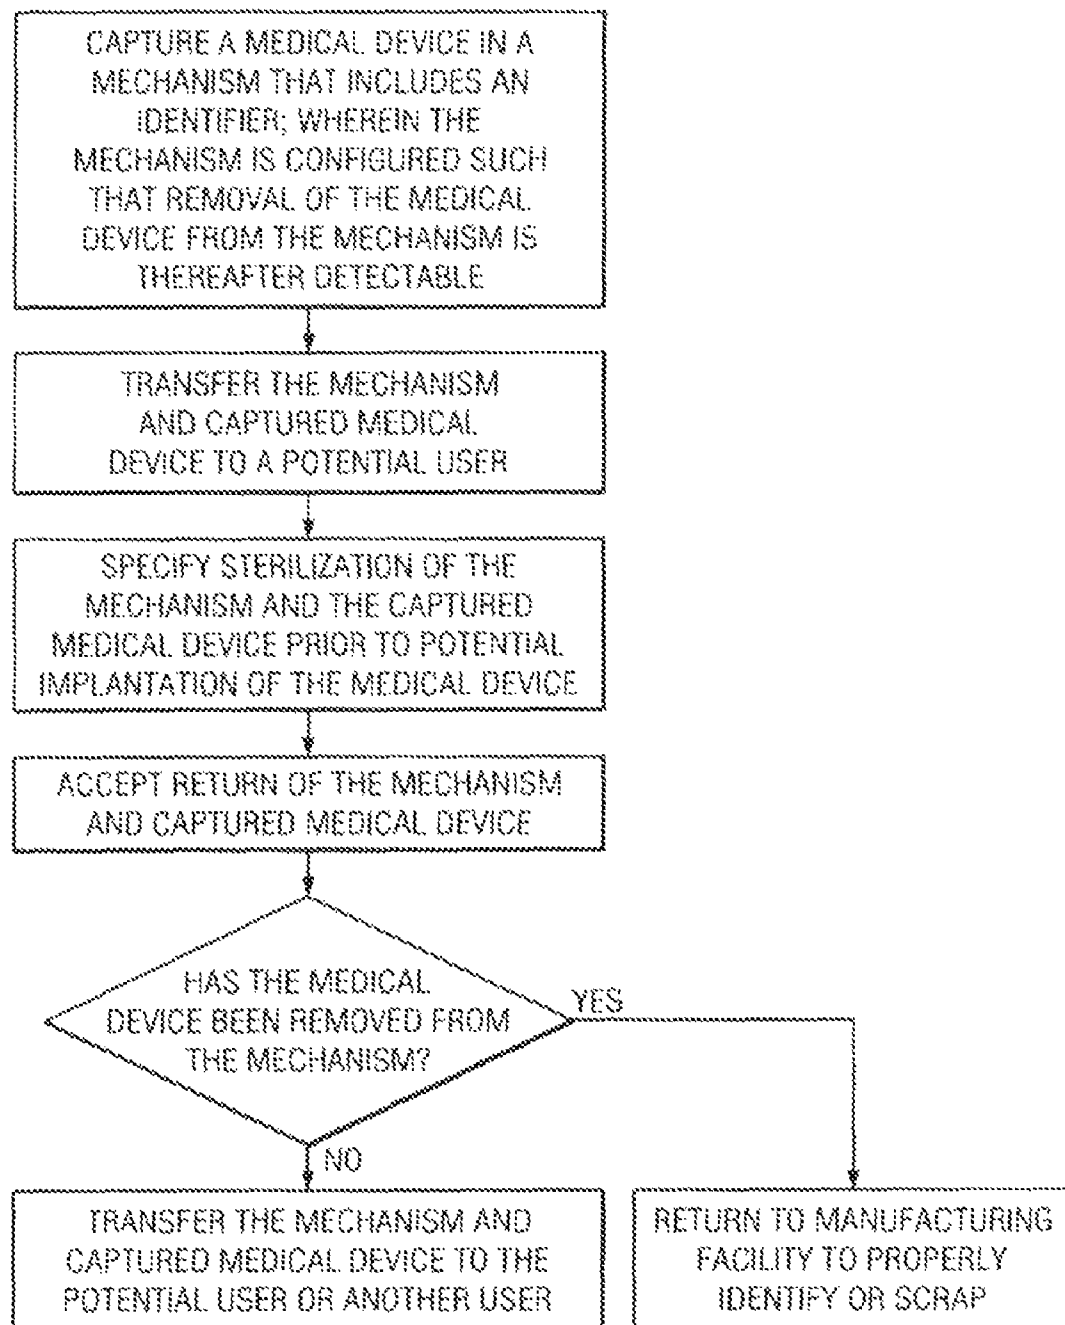 CAPTURE A MEDICAL DEVICE IN A
MECHANISM THAT INCLUDES AN
IDENTIFIER; WHEREIN THE
MECHANISM IS CONFIGURED SUCH
THAT REMOVAL OF THE MEDICAL
DEVICE FROM THE MECHANISM IS
THEREAFTER DETECTABLE
TRANSFER THE MECHANISM
AND CAPTURED MEDICAL
DEVICE TO A POTENTIAL USER
SPECIFY STERILIZATION OF THE
MECHANISM AND THE CAPTURED
MEDICAL DEVICE PRIOR TO POTENTIAL
IMPLANTATION OF THE MEDICAL DEVICE
ACCEPT RETURN OF THE MECHANISM
AND CAPTURED MEDICAL DEVICE
HAS THE MEDICAL
DEVICE BEEN REMOVED FROM
THE MECHANISM?
YES
NO
TRANSFER THE MECHANISM AND
CAPTURED MEDICAL DEVICE TO THE
POTENTIAL USER OR ANOTHER USER
RETURN TO MANUFACTURING
FACILITY TO PROPERLY
IDENTIFY OR SCRAP